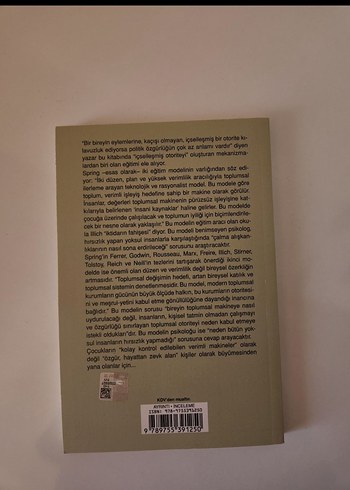 "Bir bireyin eylemlerine, kaçışı olmayan, içselleşmiş bir otorite kı-
lavuzluk ediyorsa politik özgürlüğün çok az anlamı vardır" diyen
yazar bu kitabında "içselleşmiş otoriteyi" oluşturan mekanizma-
lardan biri olan eğitimi ele alıyor.
Spring –esas olarak– iki eğitim modelinin varlığından söz edi-
yor: "İlki düzen, plan ve yüksek verimlilik aracılığıyla toplumsal
ilerleme arayan teknolojik ve rasyonalist model. Bu modele göre
toplum, verimli işleyiş hedefine sahip bir makine olarak görülür.
İnsanlar, değerleri toplumsal makinenin pürüzsüz işleyişine kat-
kılarıyla belirlenen 'insani kaynaklar' haline gelirler. Bu modelde
çocuğa üzerinde çalışılacak ve toplumun iyiliği için biçimlendirile-
cek bir nesne olarak yaklaşılır." Bu modelin eğitim aracı olan oku-
la Illich "iktidarın fahişesi" diyor. Bu modeli benimseyen psikolog,
hırsızlık yapan yoksul insanlarla karşılaştığında "çalma alışkan-
lıklarının nasıl sona erdirileceği" sorusunu araştıracaktır.
Spring'in Ferrer, Godwin, Rousseau, Marx, Freire, Illich, Stirner,
Tolstoy, Reich ve Neill'in tezlerini tartışarak önerdiği ikinci mo-
delde ise önemli olan düzen ve verimlilik değil bireysel özerkliğin
artmasıdır. "Toplumsal değişimin hedefi, artan bireysel katılık ve
toplumsal sistemin denetlenmesidir. Bu model, modern toplumsal
kurumların gücünün büyük ölçüde halkın, bu kurumların otoritesi-
ni ve meşruiyetini kabul etme gönüllülüğüne dayandığı inancına
bağlıdır." Bu modelin sorusu "bireyin toplumsal makineye nasıl
uydurulacağı değil, insanların, kişisel tatmin olmadan çalışmayı
ve özgürlüğü sınırlayan toplumsal otoriteyi neden kabul etmeye
istekli oldukları"dır. Bu modelin psikoloğu ise "neden bütün yok-
sul insanların hırsızlık yapmadığı" sorusuna cevap arayacaktır.
Çocukların "kolay kontrol edilebilen verimli makineler" olarak
değil "özgür, hayattan zevk alan" kişiler olarak büyümesinden
yana olanlar için...
AYRINTI • İNCELEME
ISBN: 978-9755391250
9 789755 391250